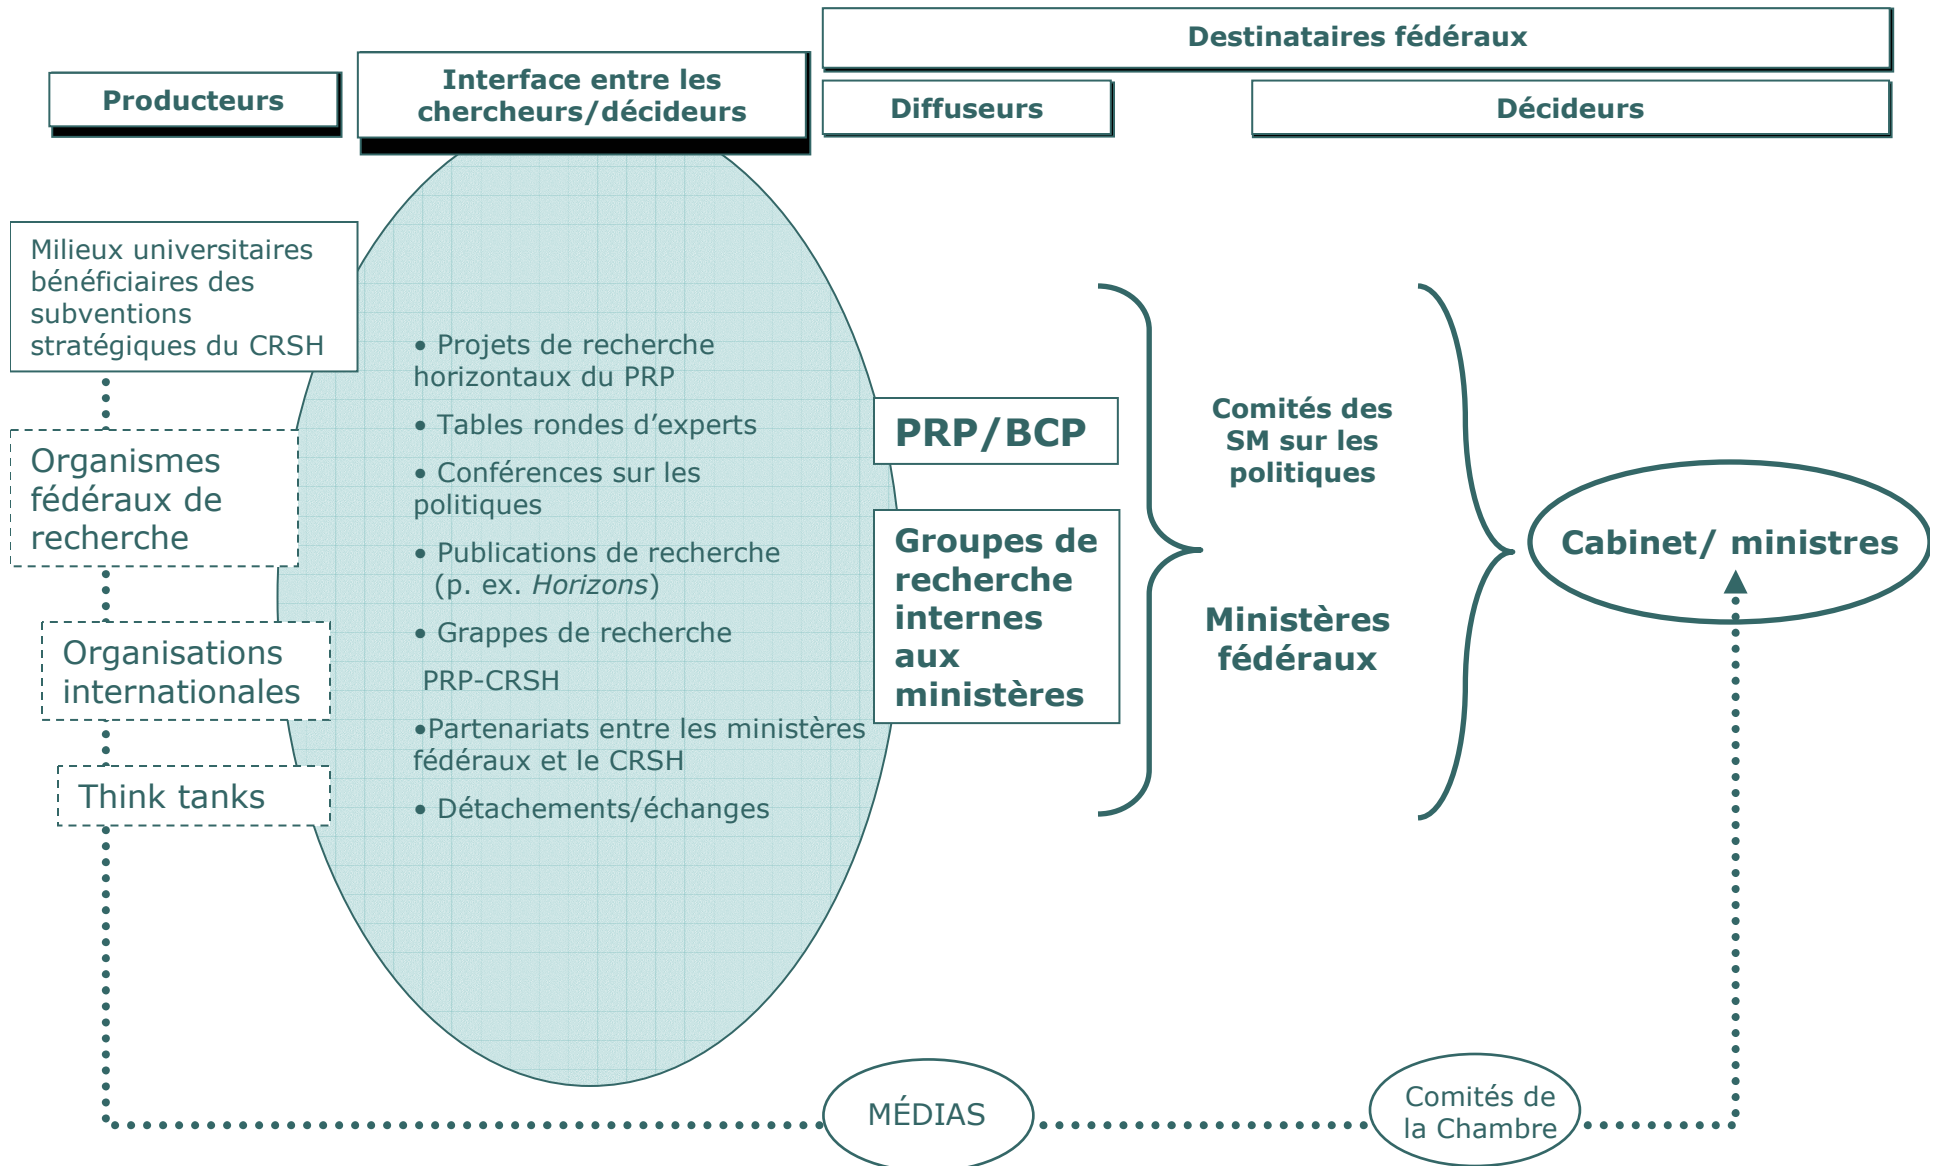 Destinataires fédéraux
Producteurs
Interface entre les
chercheurs/décideurs
Diffuseurs
Décideurs
Milieux universitaires
bénéficiaires des
subventions
stratégiques du CRSH
Organismes
fédéraux de
recherche
Organisations
internationales
Think tanks
• Projets de recherche
horizontaux du PRP
• Tables rondes d’experts
• Conférences sur les
politiques
• Publications de recherche
(p. ex. Horizons)
• Grappes de recherche
PRP-CRSH
•Partenariats entre les ministères
fédéraux et le CRSH
• Détachements/échanges
PRP/BCP
Groupes de
recherche
internes
aux
ministères
Comités des
SM sur les
politiques
Ministères
fédéraux
Cabinet/ ministres
MÉDIAS
Comités de
la Chambre